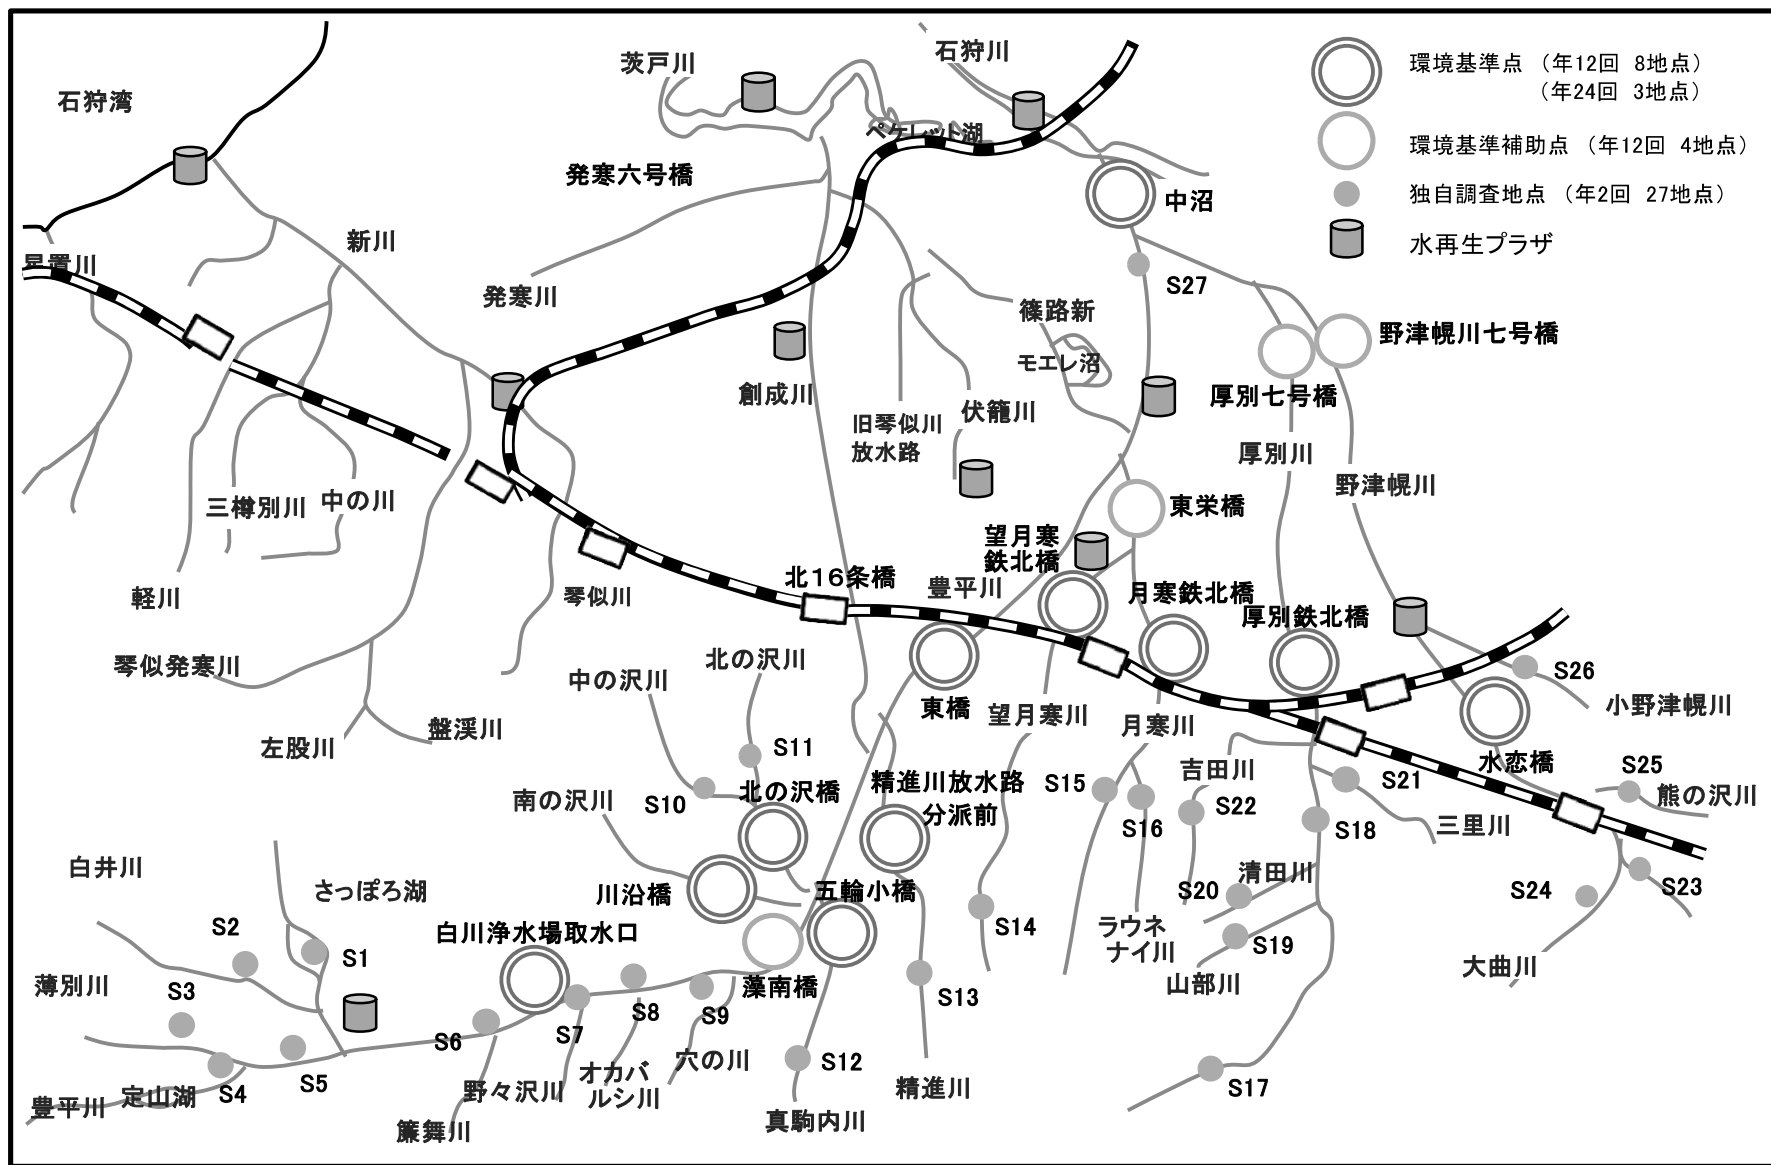 石狩湾
茨戸川
石狩川
ペケレット湖
環境基準点 （年12回 8地点）
（年24回 3地点）
環境基準補助点 （年12回 4地点）
独自調査地点 （年2回 27地点）
水再生プラザ
発寒六号橋
中沼
新川
星置川
発寒川
S27
篠路新
モエレ沼
野津幌川七号橋
厚別七号橋
創成川
旧琴似川
放水路
伏籠川
厚別川
野津幌川
三樽別川
中の川
東栄橋
望月寒
鉄北橋
北16条橋
豊平川
月寒鉄北橋
厚別鉄北橋
軽川
琴似川
琴似発寒川
北の沢川
中の沢川
東橋
望月寒川
月寒川
S26
小野津幌川
左股川
盤渓川
S11
S10
北の沢橋
南の沢川
精進川放水路
分派前
S15
S16
吉田川
S22
S21
S18
三里川
水恋橋
S25
熊の沢川
白井川
さっぽろ湖
川沿橋
五輪小橋
白川浄水場取水口
S20
清田川
S24
S23
S2
S1
S14
ラウネ
ナイ川
S19
山部川
大曲川
薄別川
S3
藻南橋
S13
S6
S7
S8
S9
S12
穴の川
オカバ
ルシ川
野々沢川
S5
S4
定山湖
豊平川
簾舞川
真駒内川
精進川
S17